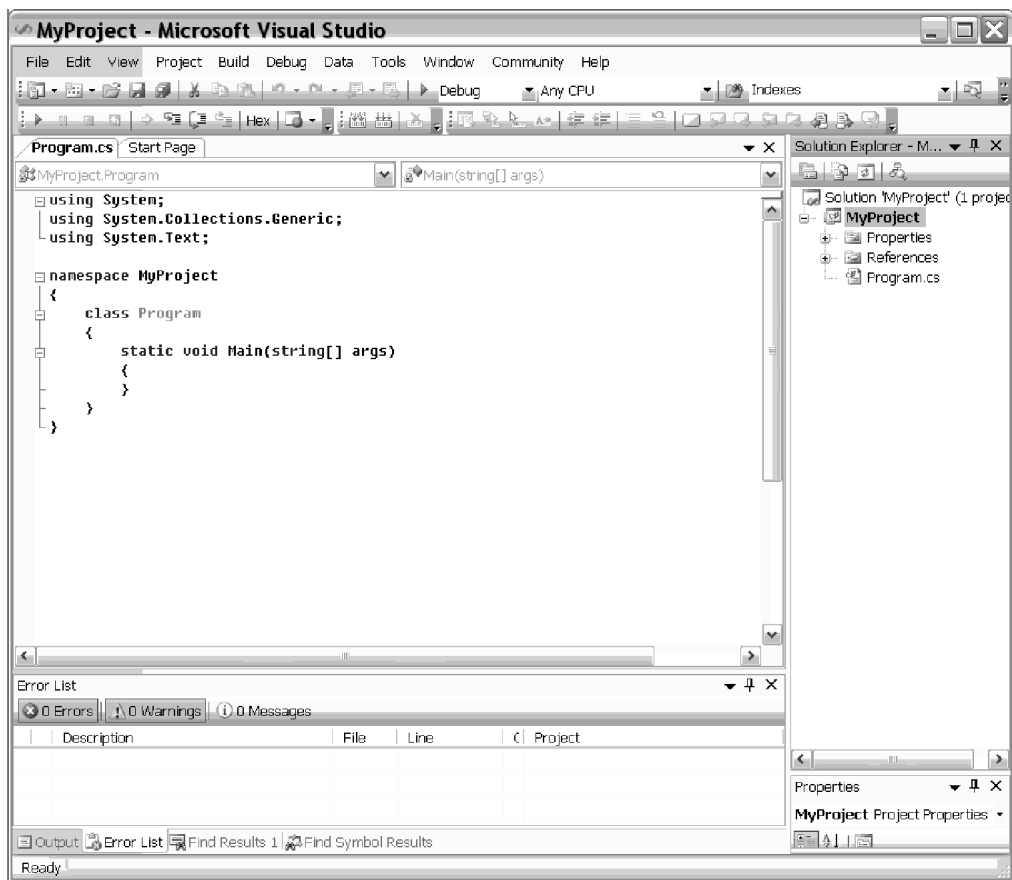 MyProject - Microsoft Visual Studio
File Edit View Project Build Debug Data Tools Window Community Help
Debug Any CPU Indexes
Hex
Program.cs Start Page
MyProject.Program Main(string[] args)
using System;
using System.Collections.Generic;
using System.Text;
namespace MyProject
{
class Program
{
static void Main(string[] args)
{
}
}
}
Error List
0 Errors 0 Warnings 0 Messages
Description File Line C Project
Output Error List Find Results 1 Find Symbol Results
Ready
Solution Explorer - M...
Solution 'MyProject' (1 projec
MyProject
Properties
References
Program.cs
Properties
MyProject Project Properties